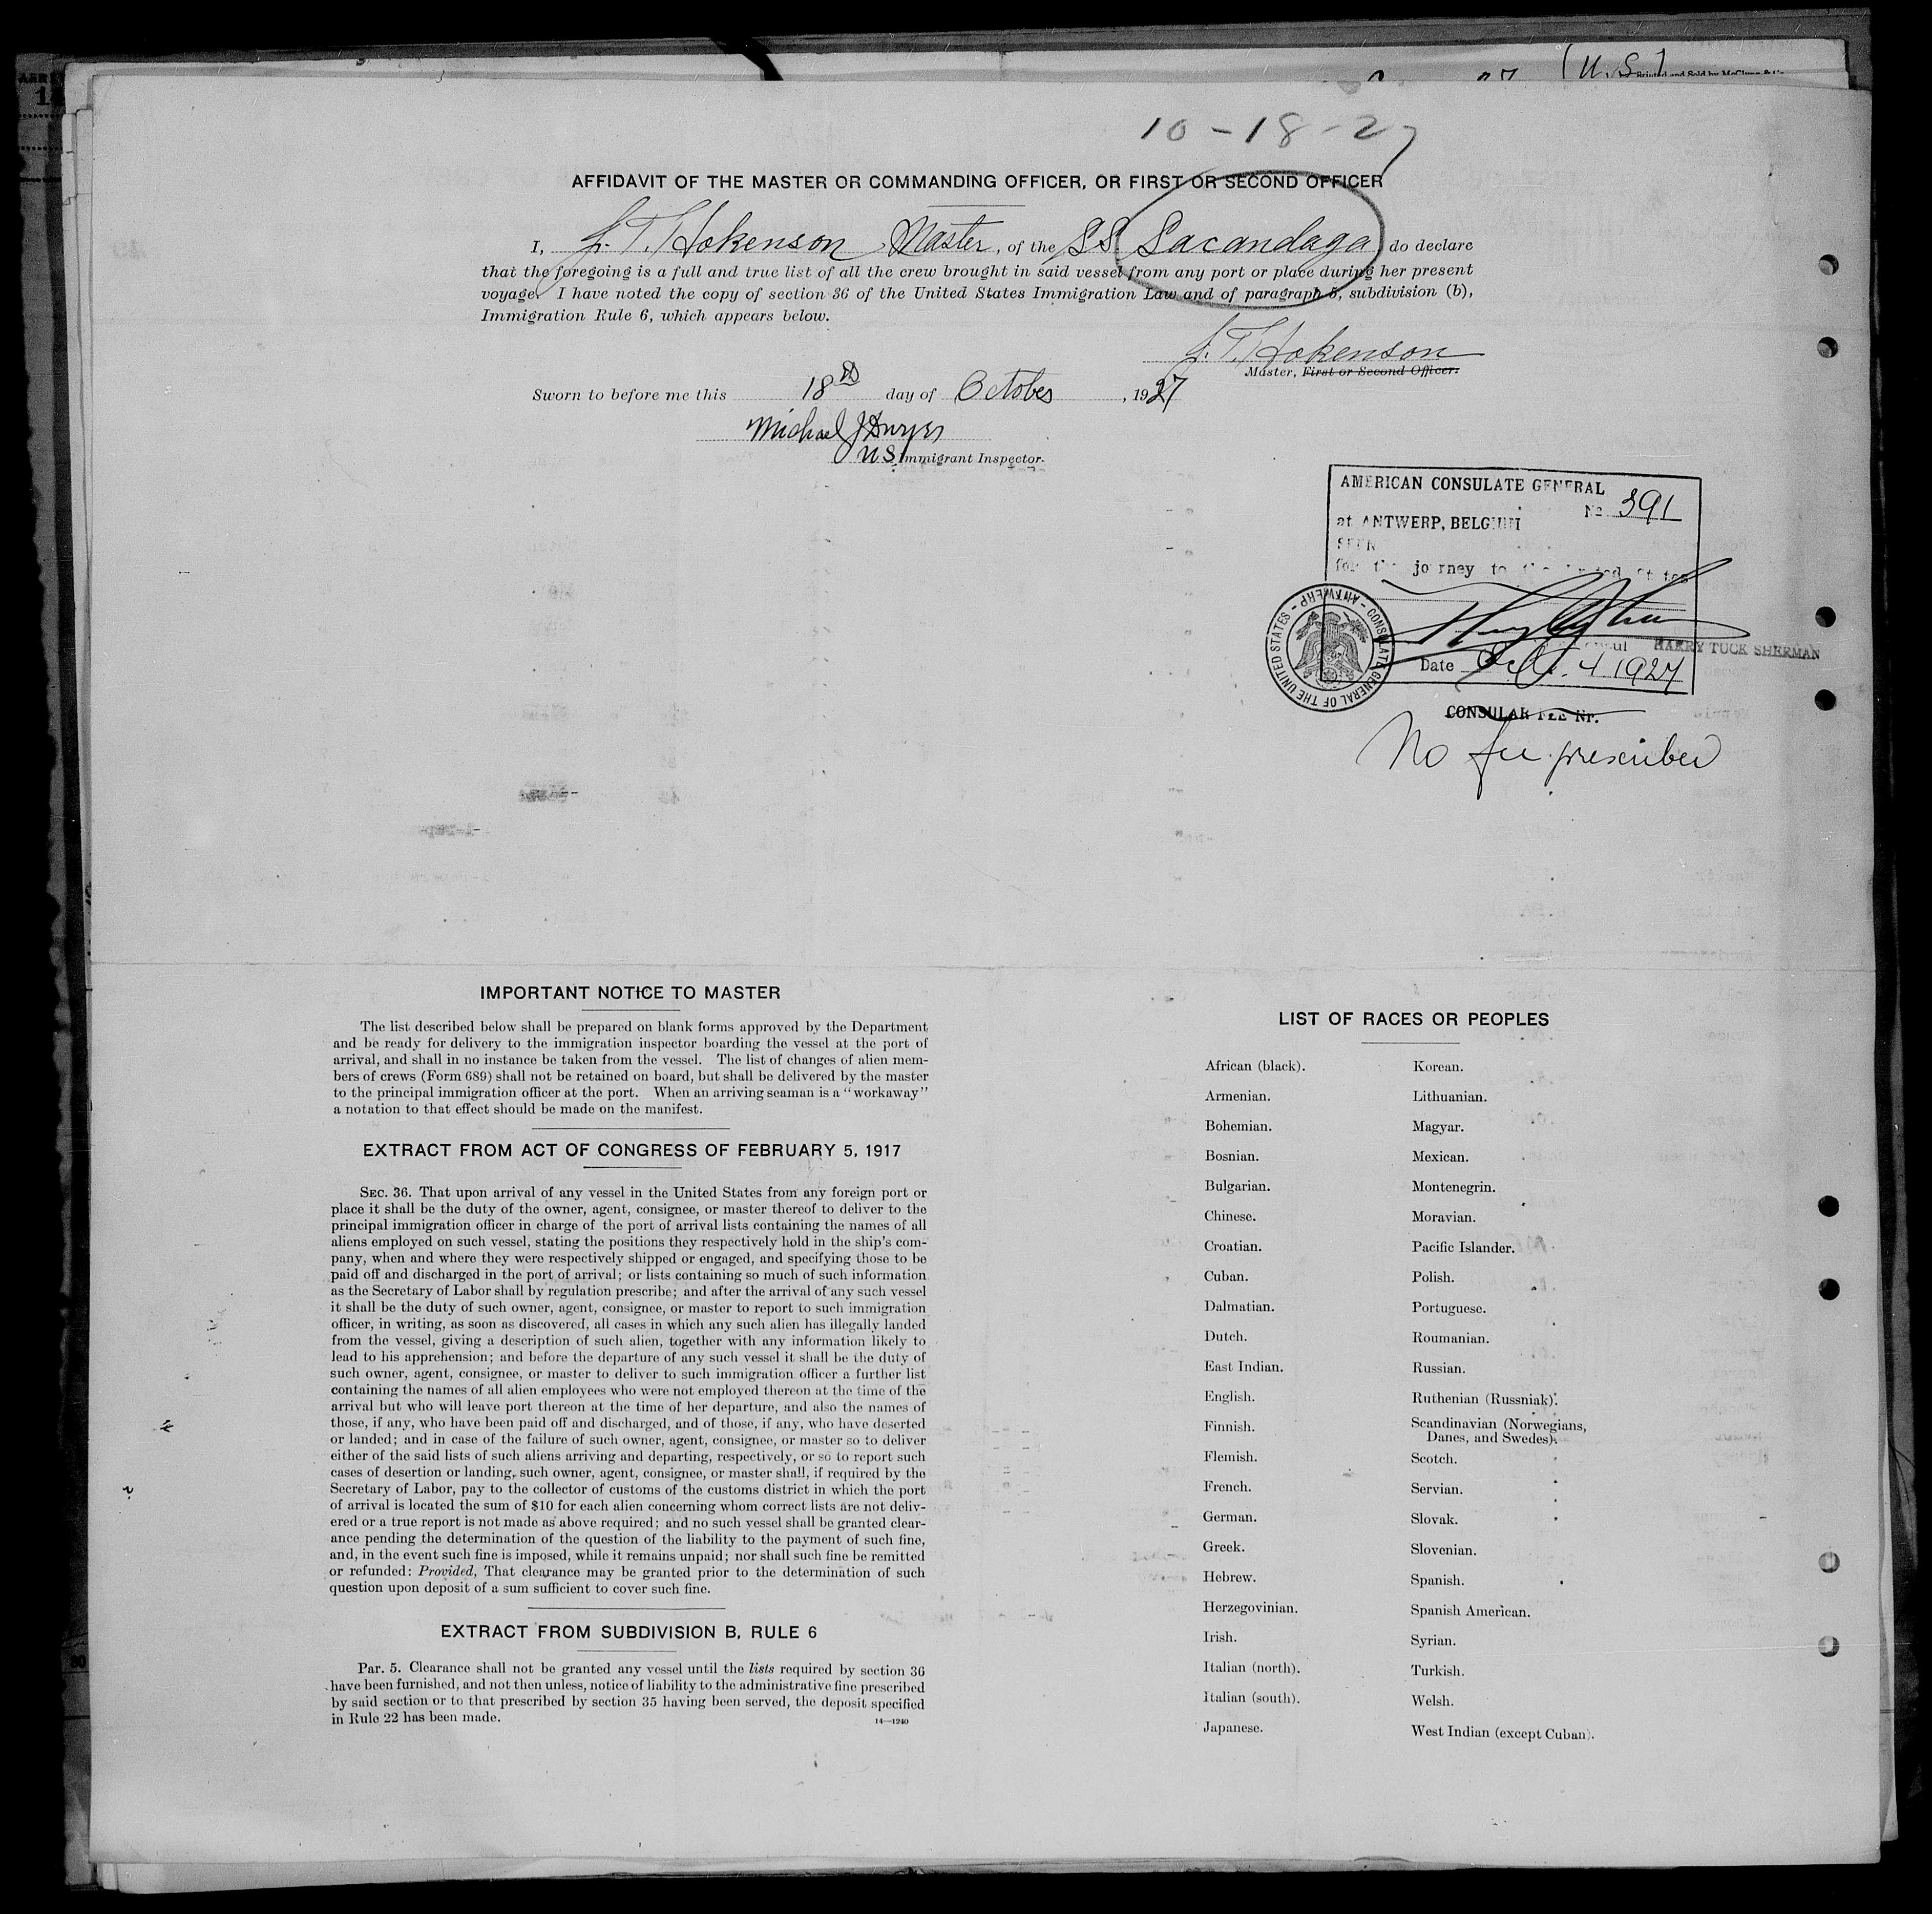 [U.S.]
Printed and Sold by McClung & Co
10-18-27
AFFIDAVIT OF THE MASTER OR COMMANDING OFFICER, OR FIRST OR SECOND OFFICER
I, J. T. Hokenson Master, of the SS. Sacandaga, do declare
that the foregoing is a full and true list of all the crew brought in said vessel from any port or place during her present
voyage. I have noted the copy of section 36 of the United States Immigration Law and of paragraph 5, subdivision (b),
Immigration Rule 6, which appears below.
J. T. Hokenson
Master, First or Second Officer.
Sworn to before me this 18th day of October, 1927
Michael J Dwyer
US Immigrant Inspector.
AMERICAN CONSULATE GENERAL
No 391
at ANTWERP, BELGIUM
SEEN
for the journey to the United States
HARRY TUCK SHERMAN
Date Oct. 4 1927
CONSULATE GENERAL OF THE UNITED STATES - ANTWERP -
CONSULAR FEE Nr.
No fee prescribed
IMPORTANT NOTICE TO MASTER
The list described below shall be prepared on blank forms approved by the Department
and be ready for delivery to the immigration inspector boarding the vessel at the port of
arrival, and shall in no instance be taken from the vessel. The list of changes of alien mem-
bers of crews (Form 689) shall not be retained on board, but shall be delivered by the master
to the principal immigration officer at the port. When an arriving seaman is a "workaway"
a notation to that effect should be made on the manifest.
EXTRACT FROM ACT OF CONGRESS OF FEBRUARY 5, 1917
SEC. 36. That upon arrival of any vessel in the United States from any foreign port or
place it shall be the duty of the owner, agent, consignee, or master thereof to deliver to the
principal immigration officer in charge of the port of arrival lists containing the names of all
aliens employed on such vessel, stating the positions they respectively hold in the ship's com-
pany, when and where they were respectively shipped or engaged, and specifying those to be
paid off and discharged in the port of arrival; or lists containing so much of such information
as the Secretary of Labor shall by regulation prescribe; and after the arrival of any such vessel
it shall be the duty of such owner, agent, consignee, or master to report to such immigration
officer, in writing, as soon as discovered, all cases in which any such alien has illegally landed
from the vessel, giving a description of such alien, together with any information likely to
lead to his apprehension; and before the departure of any such vessel it shall be the duty of
such owner, agent, consignee, or master to deliver to such immigration officer a further list
containing the names of all alien employees who were not employed thereon at the time of the
arrival but who will leave port thereon at the time of her departure, and also the names of
those, if any, who have been paid off and discharged, and of those, if any, who have deserted
or landed; and in case of the failure of such owner, agent, consignee, or master so to deliver
either of the said lists of such aliens arriving and departing, respectively, or so to report such
cases of desertion or landing, such owner, agent, consignee, or master shall, if required by the
Secretary of Labor, pay to the collector of customs of the customs district in which the port
of arrival is located the sum of $10 for each alien concerning whom correct lists are not deliv-
ered or a true report is not made as above required; and no such vessel shall be granted clear-
ance pending the determination of the question of the liability to the payment of such fine,
and, in the event such fine is imposed, while it remains unpaid; nor shall such fine be remitted
or refunded: Provided, That clearance may be granted prior to the determination of such
question upon deposit of a sum sufficient to cover such fine.
EXTRACT FROM SUBDIVISION B, RULE 6
Par. 5. Clearance shall not be granted any vessel until the lists required by section 36
have been furnished, and not then unless, notice of liability to the administrative fine prescribed
by said section or to that prescribed by section 35 having been served, the deposit specified
in Rule 22 has been made.
14—1240
LIST OF RACES OR PEOPLES
African (black).
Armenian.
Bohemian.
Bosnian.
Bulgarian.
Chinese.
Croatian.
Cuban.
Dalmatian.
Dutch.
East Indian.
English.
Finnish.
Flemish.
French.
German.
Greek.
Hebrew.
Herzegovinian.
Irish.
Italian (north).
Italian (south).
Japanese.
Korean.
Lithuanian.
Magyar.
Mexican.
Montenegrin.
Moravian.
Pacific Islander.
Polish.
Portuguese.
Roumanian.
Russian.
Ruthenian (Russniak).
Scandinavian (Norwegians,
Danes, and Swedes).
Scotch.
Servian.
Slovak.
Slovenian.
Spanish.
Spanish American.
Syrian.
Turkish.
Welsh.
West Indian (except Cuban).